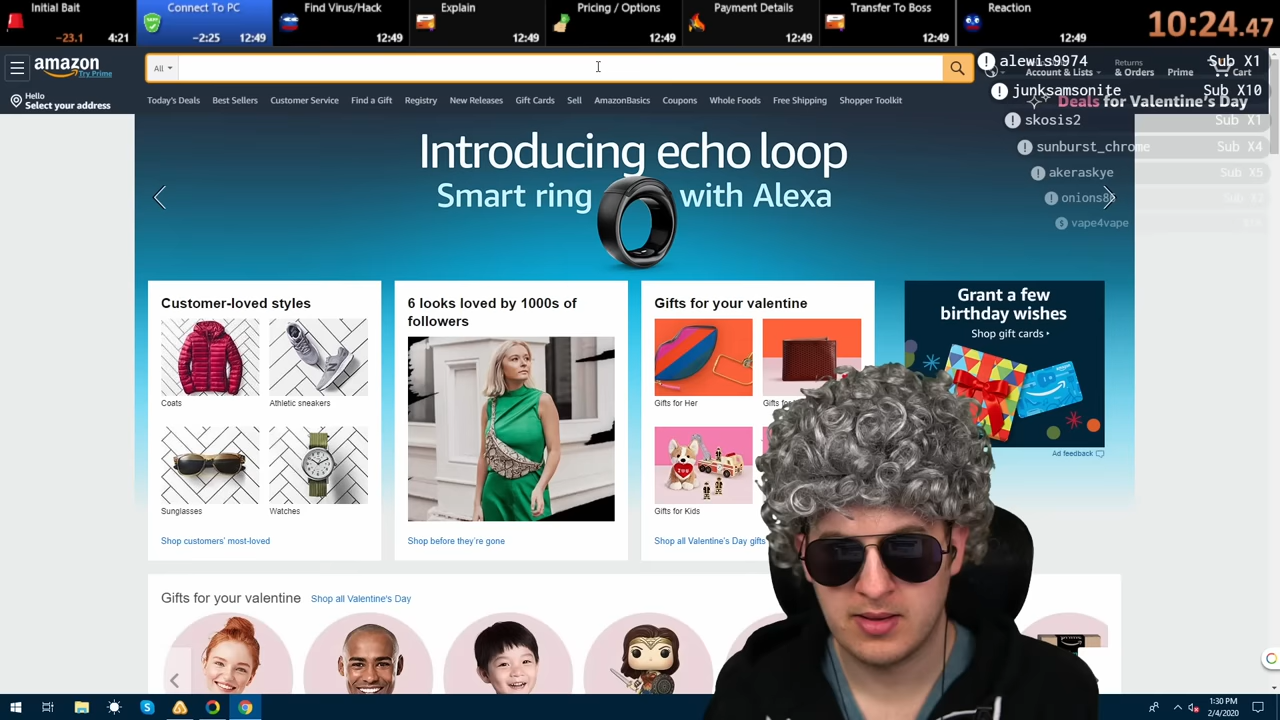 Initial Bait
-23.1 4:21
Connect To PC
-2:25 12:49
Find Virus/Hack
12:49
Explain
12:49
Pricing / Options
12:49
Payment Details
12:49
Transfer To Boss
12:49
Reaction
12:49
10:24.47
amazon
Try Prime
All
Account & Lists
Returns
& Orders
Prime
Cart
alewis9974 Sub X1
junksamsonite Sub X10
skosis2 Sub X1
sunburst_chrome Sub X4
akeraskye Sub X5
vape4vape
Hello
Select your address
Today's Deals Best Sellers Customer Service Find a Gift Registry New Releases Gift Cards Sell AmazonBasics Coupons Whole Foods Free Shipping Shopper Toolkit
Deals for Valentine's Day
Introducing echo loop
Smart ring with Alexa
Customer-loved styles
Coats
Athletic sneakers
Sunglasses
Watches
Shop customers' most-loved
6 looks loved by 1000s of
followers
Shop before they're gone
Gifts for your valentine
Gifts for Her
Gifts for
Gifts for Kids
Shop all Valentine's Day gifts
Grant a few
birthday wishes
Shop gift cards
Ad feedback
Gifts for your valentine Shop all Valentine's Day
1:30 PM
2/4/2020